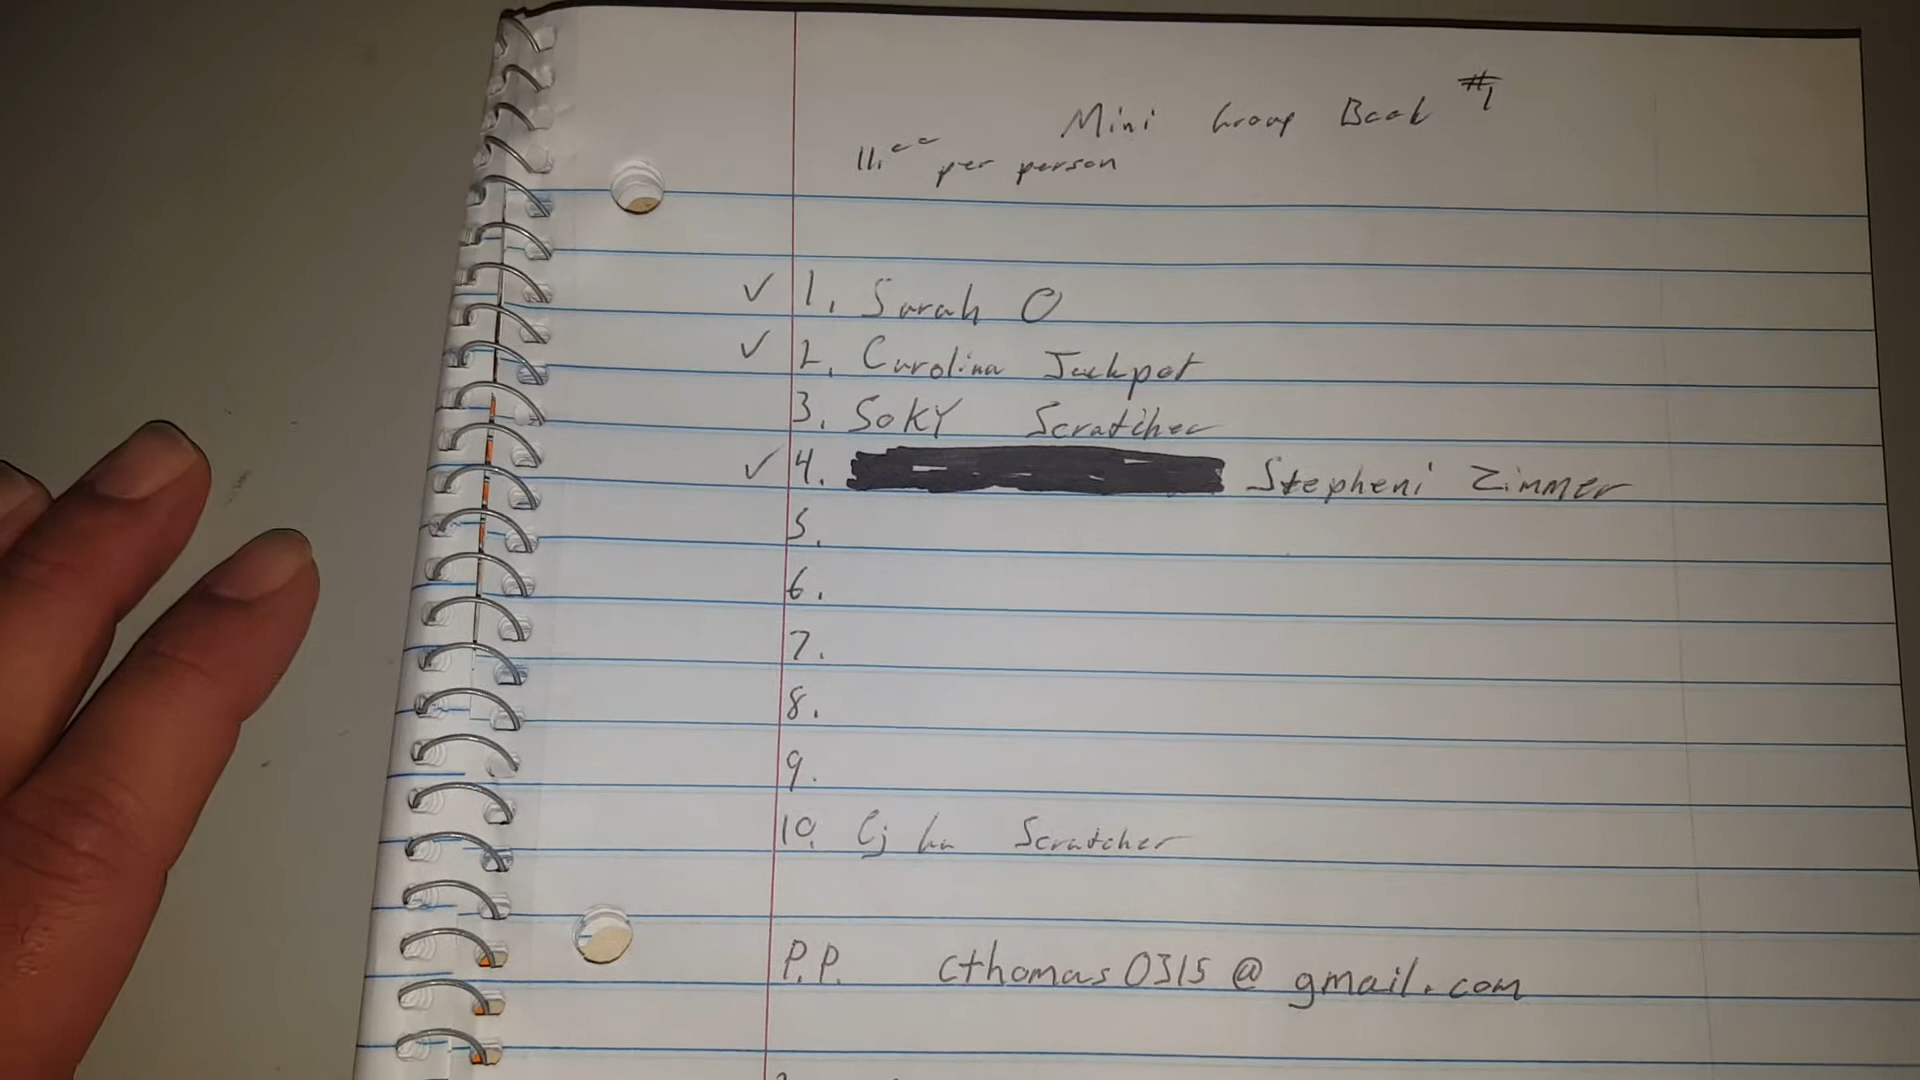 Mini Group Book #1
11.00 per person
✓ 1. Sarah O
✓ 2. Carolina Jackpot
3. SoKY Scratcher
✓ 4. Stepheni Zimmer
5.
6.
7.
8.
9.
10. Cj Scratcher
P.P. cthomas0315@gmail.com